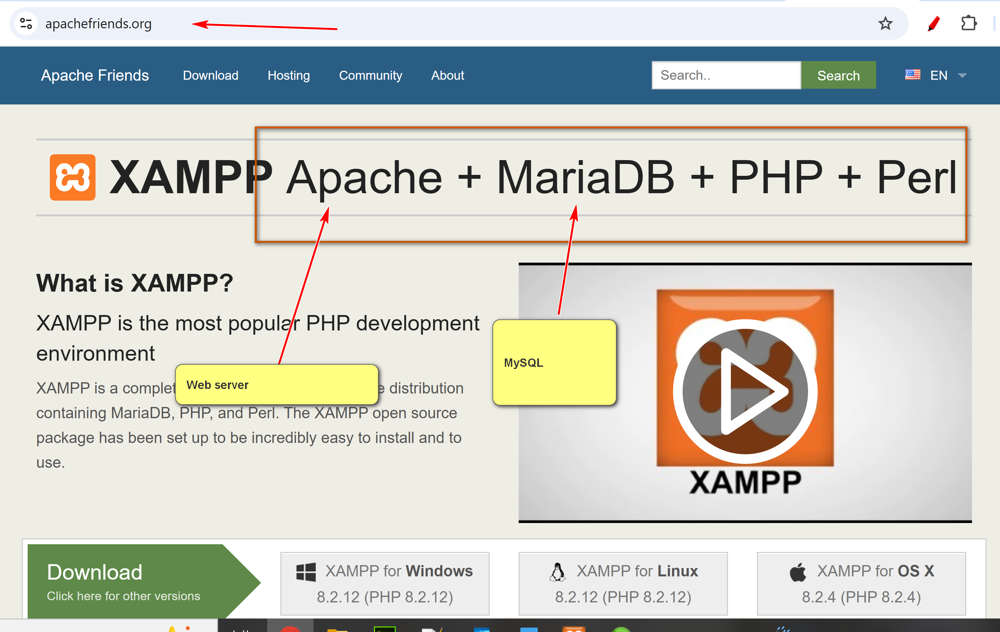 apachefriends.org
Apache Friends Download Hosting Community About Search.. Search EN
XAMPP Apache + MariaDB + PHP + Perl
What is XAMPP?
XAMPP is the most popular PHP development
environment
Web server
MySQL
XAMPP is a distribution
containing MariaDB, PHP, and Perl. The XAMPP open source
package has been set up to be incredibly easy to install and to
use.
XAMPP
Download
Click here for other versions
XAMPP for Windows
8.2.12 (PHP 8.2.12)
XAMPP for Linux
8.2.12 (PHP 8.2.12)
XAMPP for OS X
8.2.4 (PHP 8.2.4)